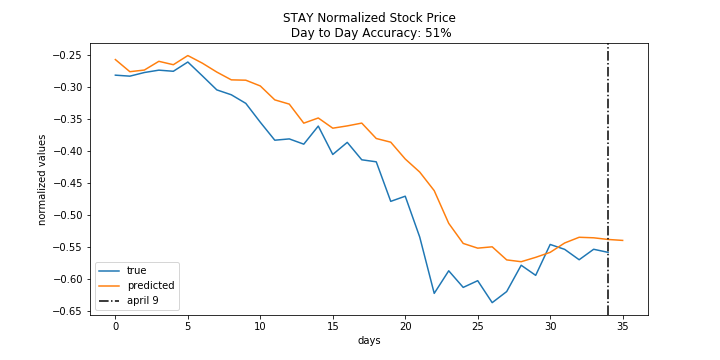 STAY Normalized Stock Price
Day to Day Accuracy: 51%
normalized values
−0.25
−0.30
−0.35
−0.40
−0.45
−0.50
−0.55
−0.60
−0.65
true
predicted
april 9
0 5 10 15 20 25 30 35
days